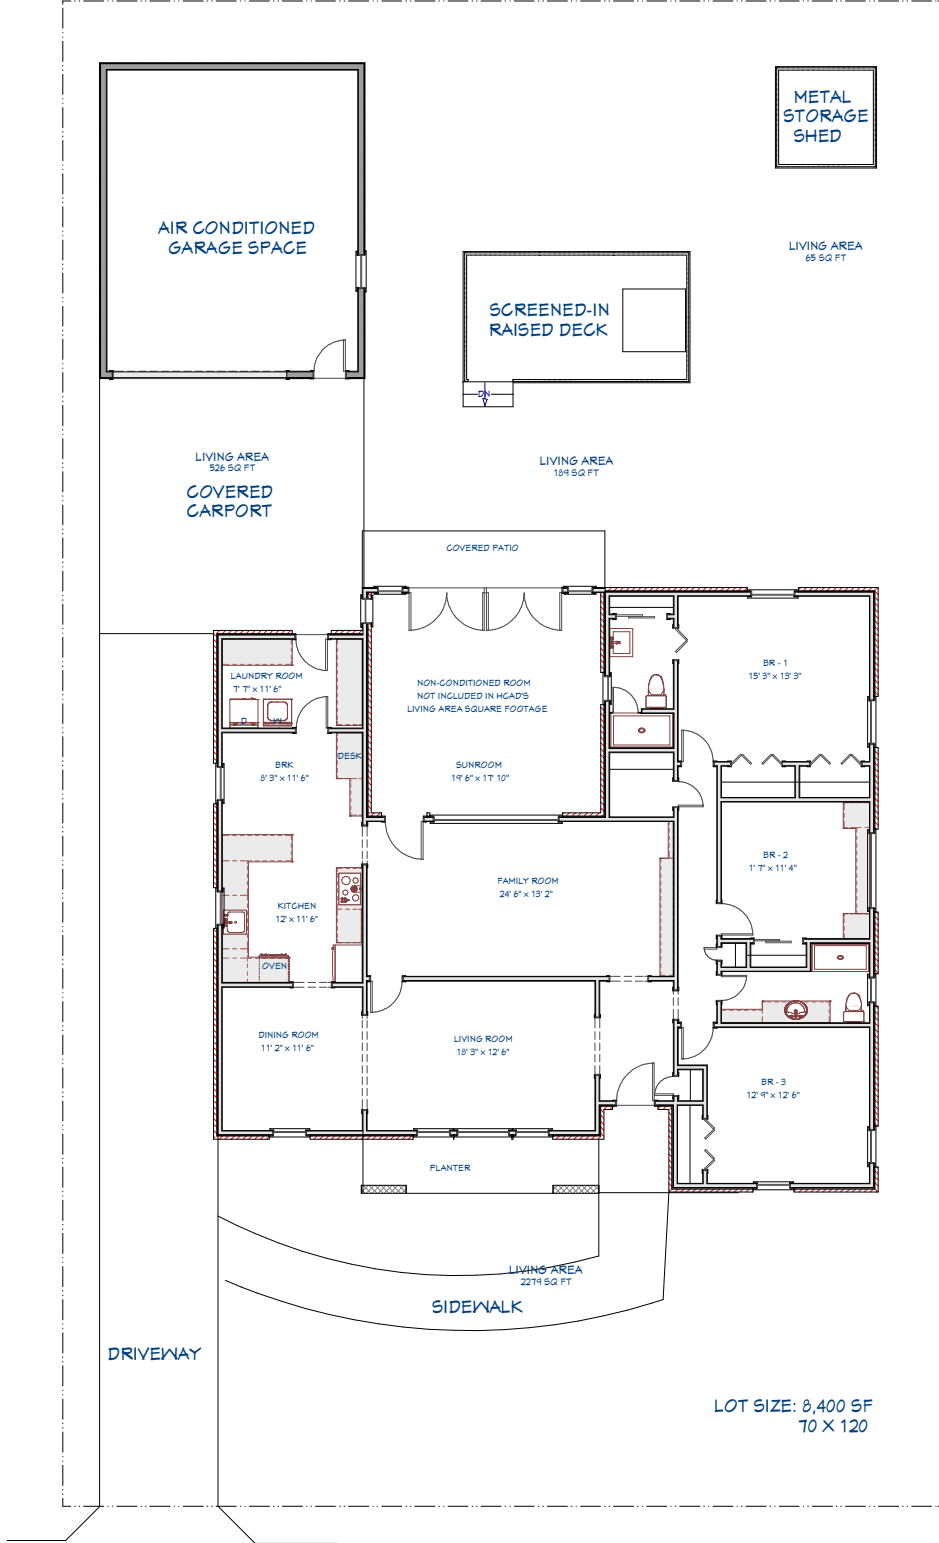 METAL
STORAGE
SHED
AIR CONDITIONED
GARAGE SPACE
LIVING AREA
65 SQ FT
SCREENED-IN
RAISED DECK
DN
LIVING AREA
526 SQ FT
COVERED
CARPORT
LIVING AREA
189 SQ FT
COVERED PATIO
BR - 1
15' 3" x 13' 3"
LAUNDRY ROOM
7' 7" x 11' 6"
D
W
NON-CONDITIONED ROOM
NOT INCLUDED IN HCAD'S
LIVING AREA SQUARE FOOTAGE
DESK
BRK
8' 3" x 11' 6"
SUNROOM
19' 6" x 17' 10"
BR - 2
1' 7" x 11' 4"
FAMILY ROOM
24' 6" x 13' 2"
KITCHEN
12' x 11' 6"
OVEN
DINING ROOM
11' 2" x 11' 6"
LIVING ROOM
18' 3" x 12' 6"
BR - 3
12' 9" x 12' 6"
PLANTER
LIVING AREA
2279 SQ FT
SIDEWALK
DRIVEWAY
LOT SIZE: 8,400 SF
70 X 120